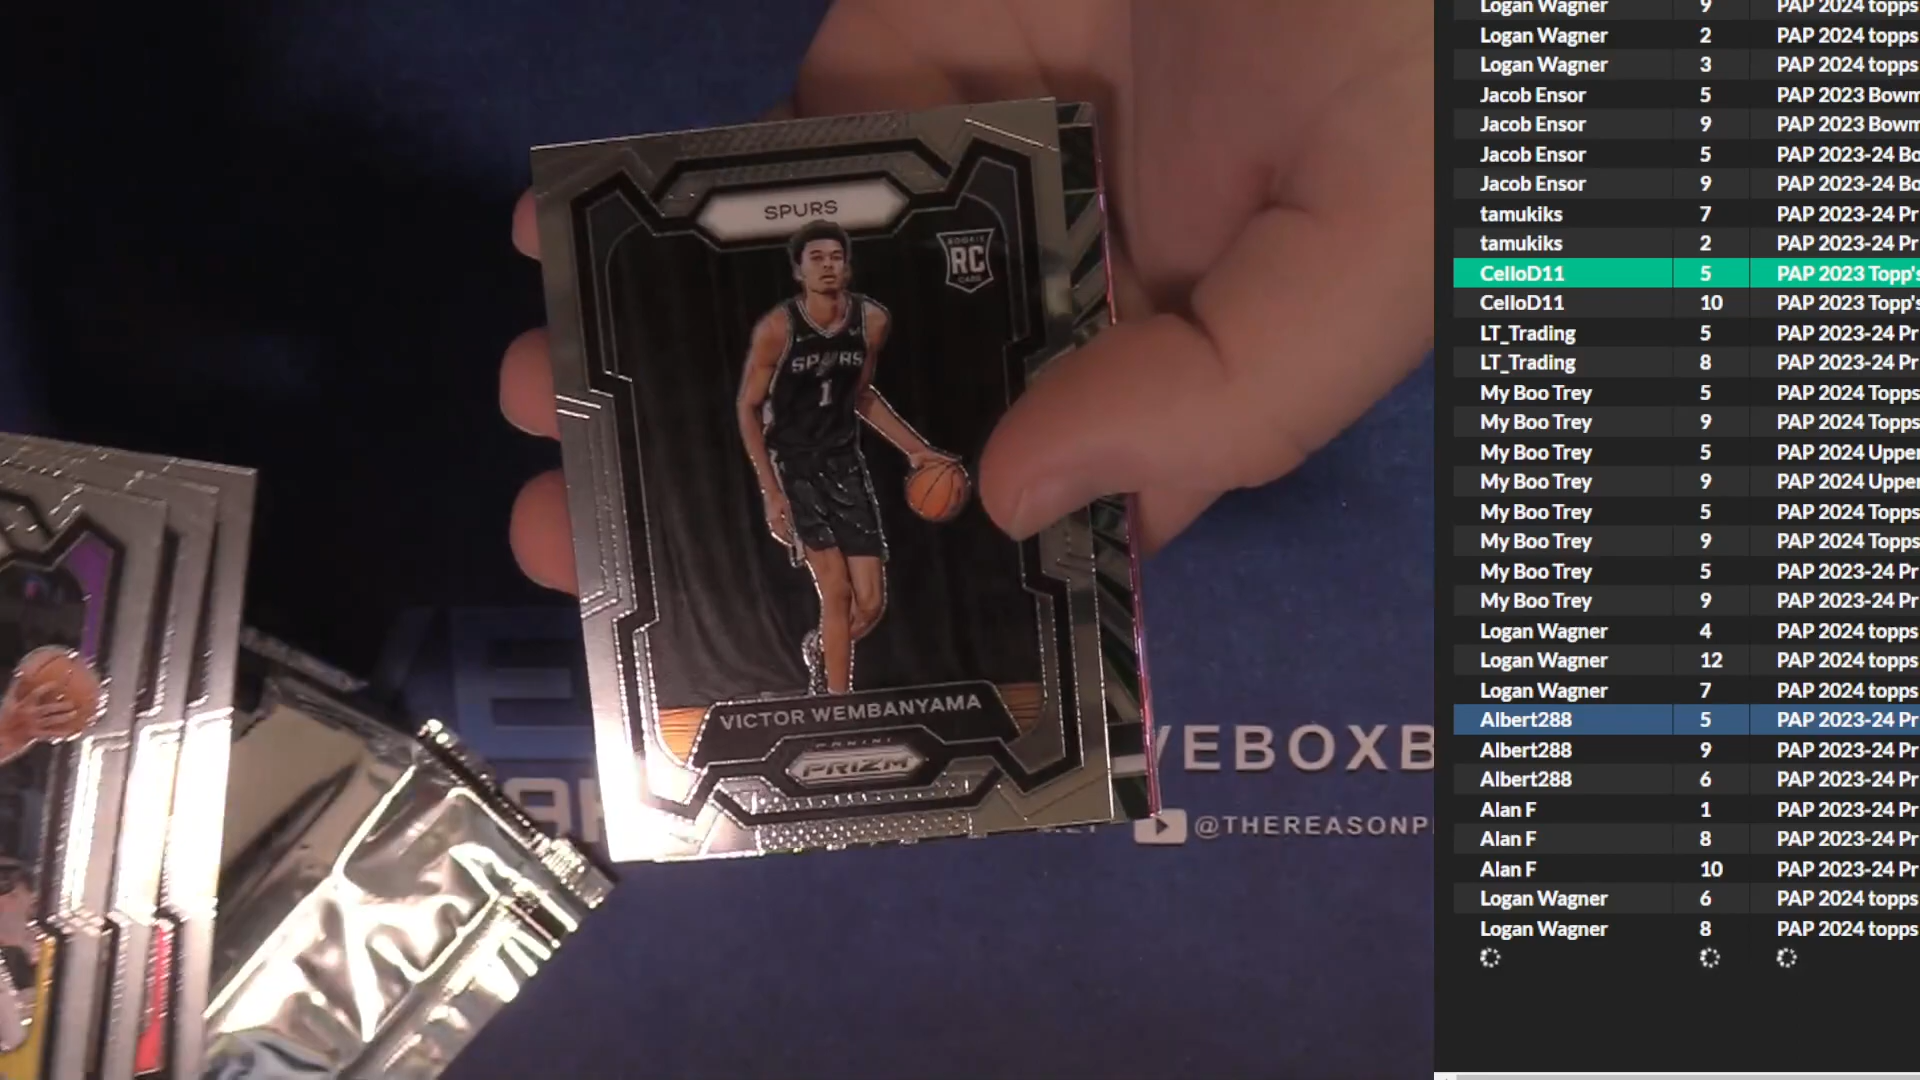 SPURS
ROOKIE
RC
CARD
SPURS
1
VICTOR WEMBANYAMA
PANINI
PRIZM
VEBOXB
@THEREASONP
Logan Wagner 9 PAP 2024 topps
Logan Wagner 2 PAP 2024 topps
Logan Wagner 3 PAP 2024 topps
Jacob Ensor 5 PAP 2023 Bowm
Jacob Ensor 9 PAP 2023 Bowm
Jacob Ensor 5 PAP 2023-24 Bo
Jacob Ensor 9 PAP 2023-24 Bo
tamukiks 7 PAP 2023-24 Pr
tamukiks 2 PAP 2023-24 Pr
CelloD11 5 PAP 2023 Topp's
CelloD11 10 PAP 2023 Topp's
LT_Trading 5 PAP 2023-24 Pr
LT_Trading 8 PAP 2023-24 Pr
My Boo Trey 5 PAP 2024 Topps
My Boo Trey 9 PAP 2024 Topps
My Boo Trey 5 PAP 2024 Upper
My Boo Trey 9 PAP 2024 Upper
My Boo Trey 5 PAP 2024 Topps
My Boo Trey 9 PAP 2024 Topps
My Boo Trey 5 PAP 2023-24 Pr
My Boo Trey 9 PAP 2023-24 Pr
Logan Wagner 4 PAP 2024 topps
Logan Wagner 12 PAP 2024 topps
Logan Wagner 7 PAP 2024 topps
Albert288 5 PAP 2023-24 Pr
Albert288 9 PAP 2023-24 Pr
Albert288 6 PAP 2023-24 Pr
Alan F 1 PAP 2023-24 Pr
Alan F 8 PAP 2023-24 Pr
Alan F 10 PAP 2023-24 Pr
Logan Wagner 6 PAP 2024 topps
Logan Wagner 8 PAP 2024 topps